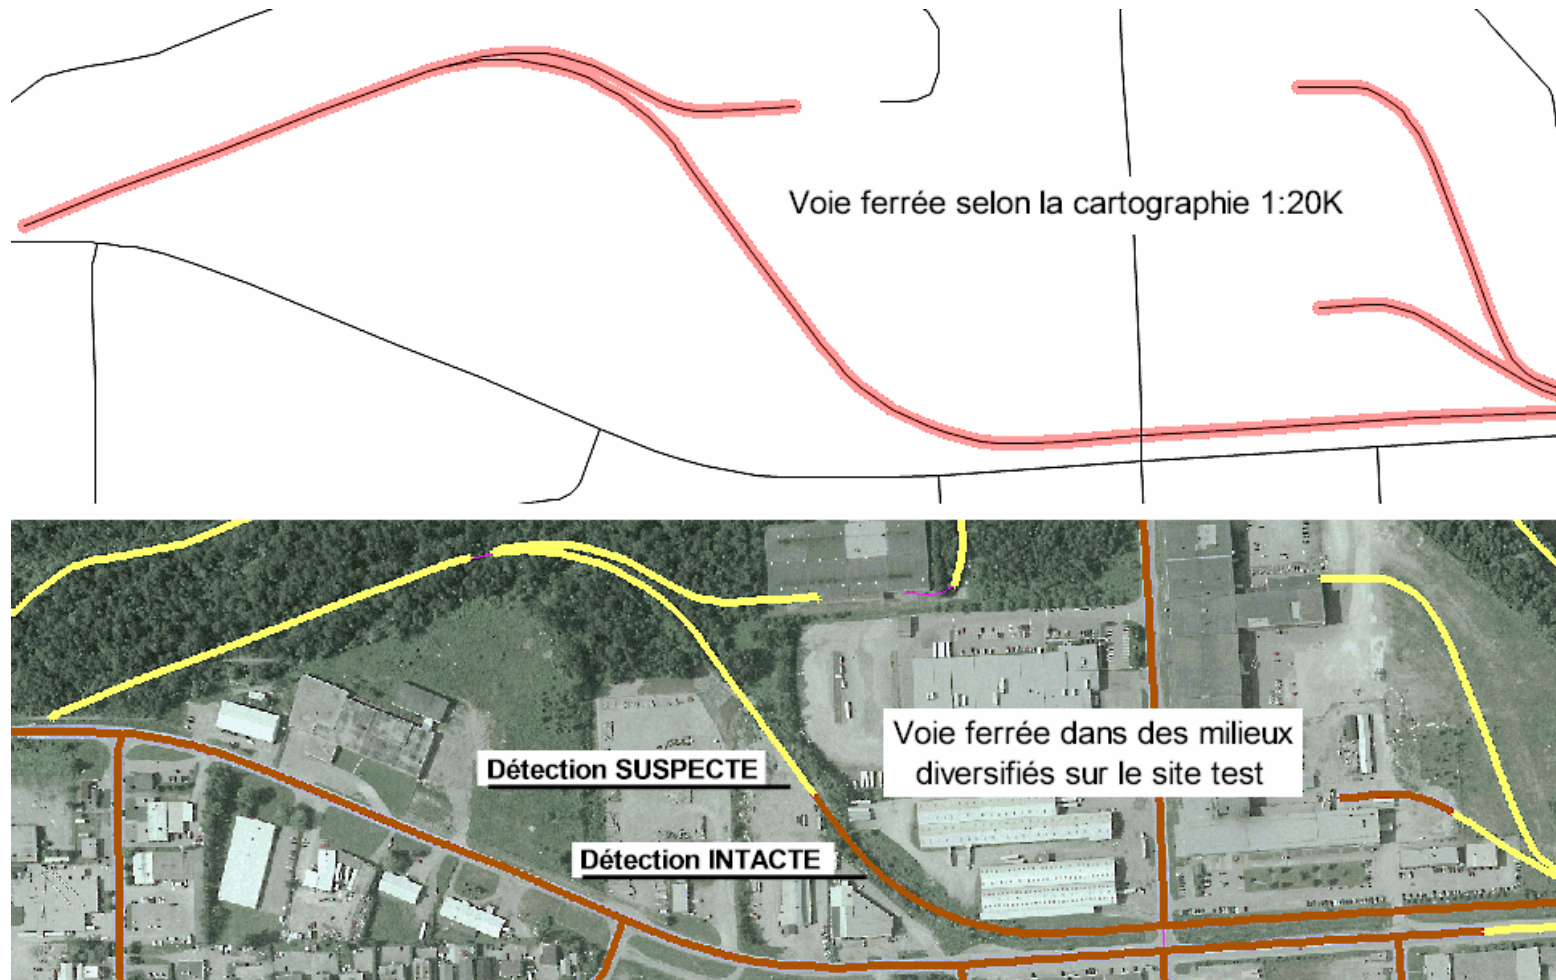 Voie ferrée selon la cartographie 1:20K
Voie ferrée dans des milieux
diversifiés sur le site test
Détection SUSPECTE
Détection INTACTE